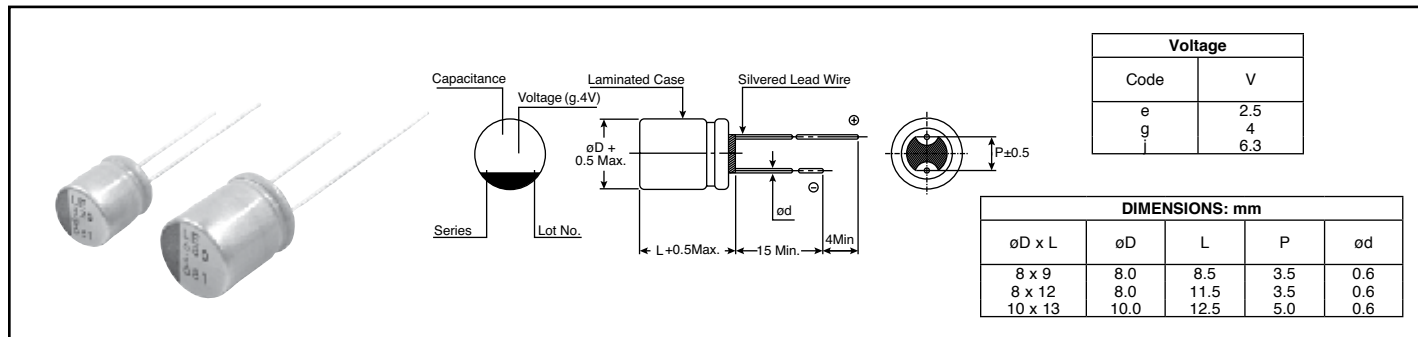 Capacitance
Voltage (g.4V)
Series
Lot No.
Laminated Case
Silvered Lead Wire
øD +
0.5 Max.
⊕
⊖
ød
L +0.5Max.
15 Min.
4Min
P±0.5
Voltage
Code V
e 2.5
g 4
j 6.3
DIMENSIONS: mm
øD x L øD L P ød
8 x 9 8.0 8.5 3.5 0.6
8 x 12 8.0 11.5 3.5 0.6
10 x 13 10.0 12.5 5.0 0.6